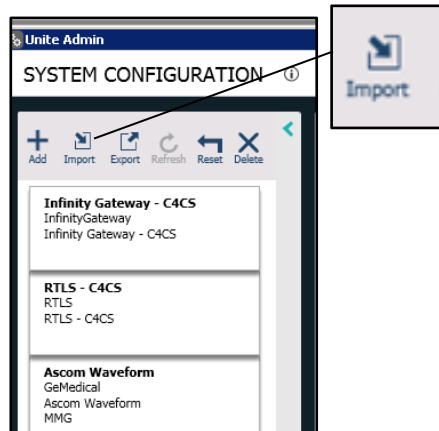 Unite Admin
SYSTEM CONFIGURATION
Import
Add Import Export Refresh Reset Delete
Infinity Gateway - C4CS
InfinityGateway
Infinity Gateway - C4CS
RTLS - C4CS
RTLS
RTLS - C4CS
Ascom Waveform
GeMedical
Ascom Waveform
MMG